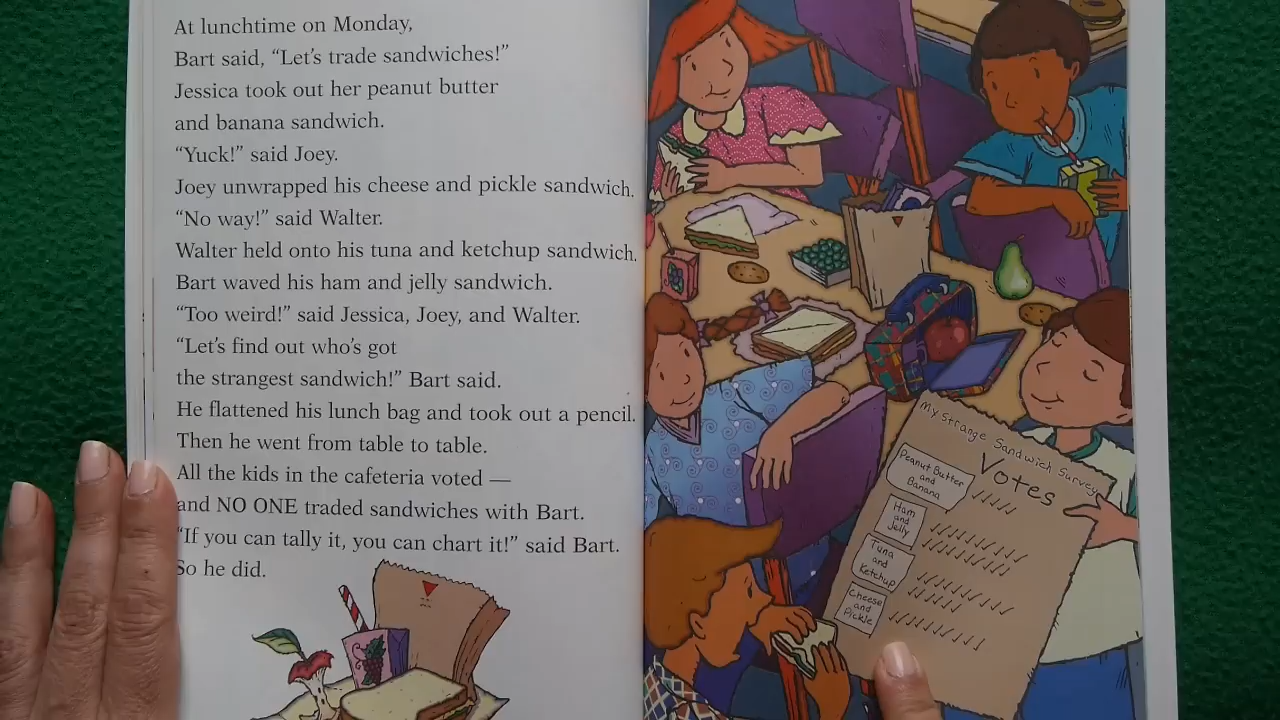 At lunchtime on Monday,
Bart said, “Let’s trade sandwiches!”
Jessica took out her peanut butter
and banana sandwich.
“Yuck!” said Joey.
Joey unwrapped his cheese and pickle sandwich.
“No way!” said Walter.
Walter held onto his tuna and ketchup sandwich.
Bart waved his ham and jelly sandwich.
“Too weird!” said Jessica, Joey, and Walter.
“Let’s find out who’s got
the strangest sandwich!” Bart said.
He flattened his lunch bag and took out a pencil.
Then he went from table to table.
All the kids in the cafeteria voted —
and NO ONE traded sandwiches with Bart.
“If you can tally it, you can chart it!” said Bart.
So he did.
My Strange Sandwich Survey
Votes
Peanut Butter
and
Banana
Ham
and
Jelly
Tuna
and
Ketchup
Cheese
and
Pickle